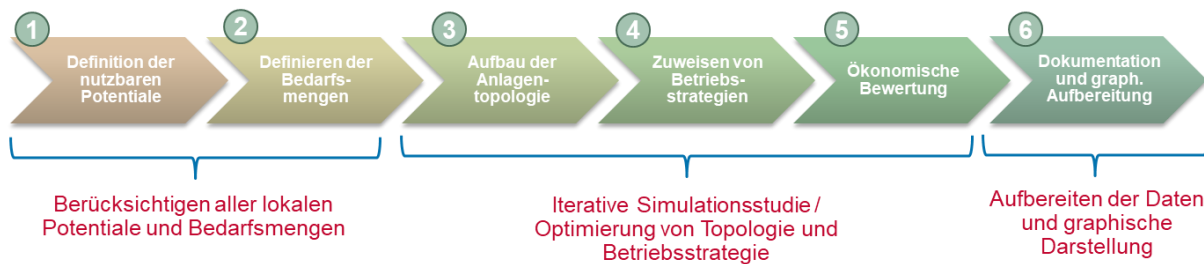 1
Definition der
nutzbaren
Potentiale
2
Definieren der
Bedarfs-
mengen
3
Aufbau der
Anlagen-
topologie
4
Zuweisen von
Betriebs-
strategien
5
Ökonomische
Bewertung
6
Dokumentation
und graph.
Aufbereitung
Berücksichtigen aller lokalen
Potentiale und Bedarfsmengen
Iterative Simulationsstudie /
Optimierung von Topologie und
Betriebsstrategie
Aufbereiten der Daten
und graphische
Darstellung